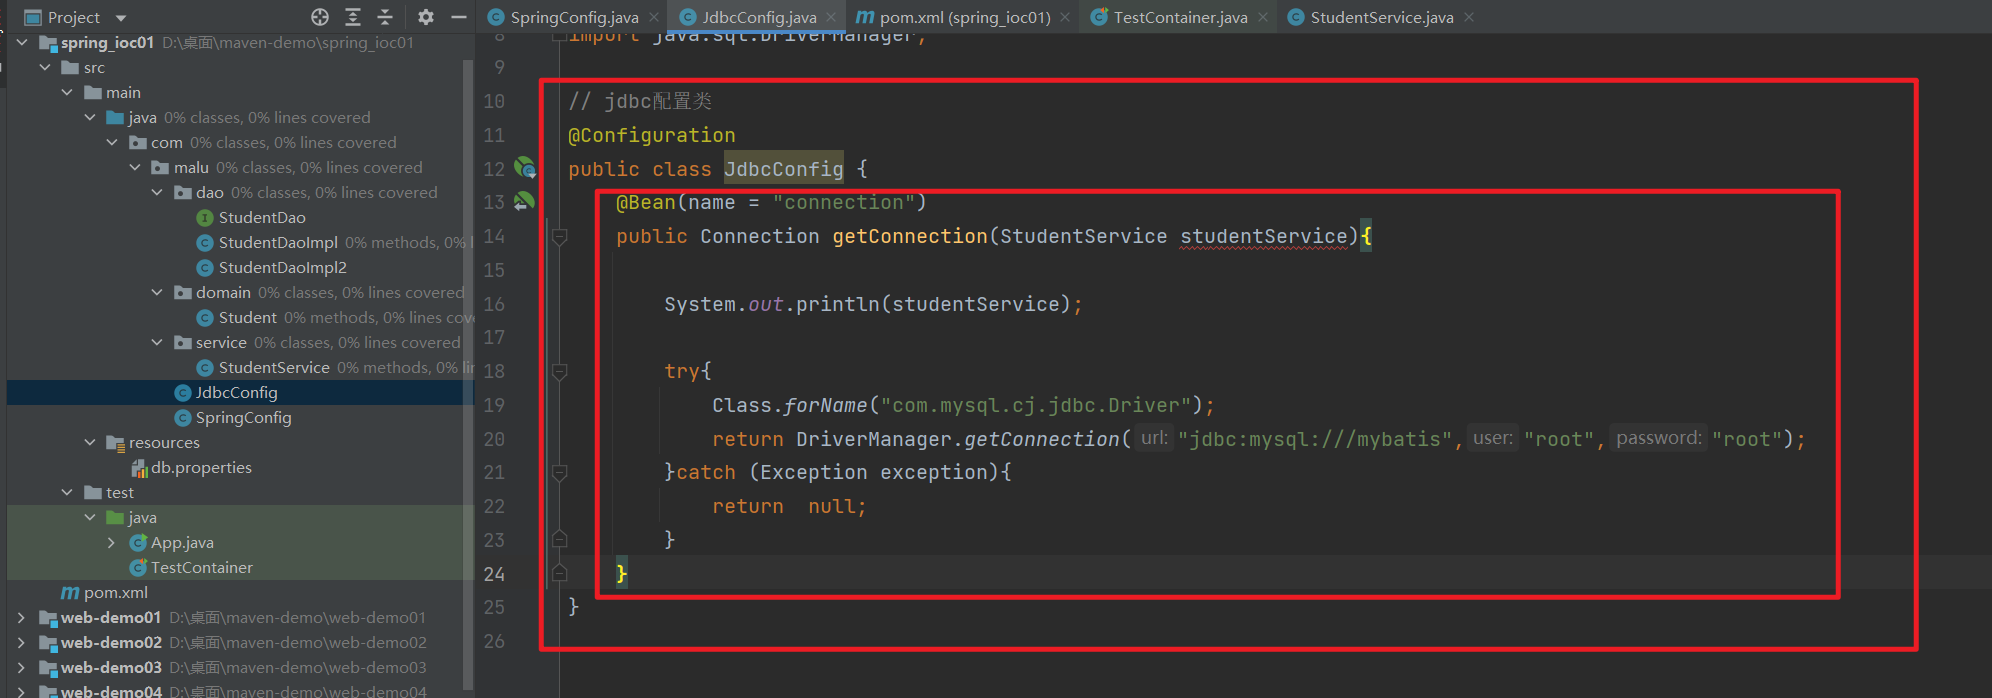 Project
SpringConfig.java
JdbcConfig.java
pom.xml (spring_ioc01)
TestContainer.java
StudentService.java
spring_ioc01 D:\桌面\maven-demo\spring_ioc01
src
main
java 0% classes, 0% lines covered
com 0% classes, 0% lines covered
malu 0% classes, 0% lines covered
dao 0% classes, 0% lines covered
StudentDao
StudentDaoImpl 0% methods, 0%
StudentDaoImpl2
domain 0% classes, 0% lines covered
Student 0% methods, 0% lines cov
service 0% classes, 0% lines covered
StudentService 0% methods, 0% li
JdbcConfig
SpringConfig
resources
db.properties
test
java
App.java
TestContainer
pom.xml
web-demo01 D:\桌面\maven-demo\web-demo01
web-demo02 D:\桌面\maven-demo\web-demo02
web-demo03 D:\桌面\maven-demo\web-demo03
web-demo04 D:\桌面\maven-demo\web-demo04
8 import java.sql.DriverManager;
9
10 // jdbc配置类
11 @Configuration
12 public class JdbcConfig {
13 @Bean(name = "connection")
14 public Connection getConnection(StudentService studentService){
15
16 System.out.println(studentService);
17
18 try{
19 Class.forName("com.mysql.cj.jdbc.Driver");
20 return DriverManager.getConnection( url: "jdbc:mysql:///mybatis", user: "root", password: "root");
21 }catch (Exception exception){
22 return null;
23 }
24 }
25 }
26